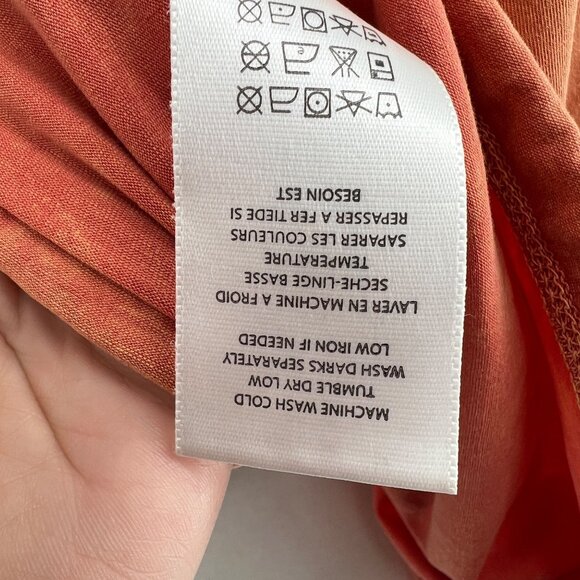 MACHINE WASH COLD
TUMBLE DRY LOW
WASH DARKS SEPARATELY
LOW IRON IF NEEDED
LAVER EN MACHINE A FROID
SECHE-LINGE BASSE
TEMPERATURE
SAPARER LES COULEURS
REPASSER A FER TIEDE SI
BESOIN EST